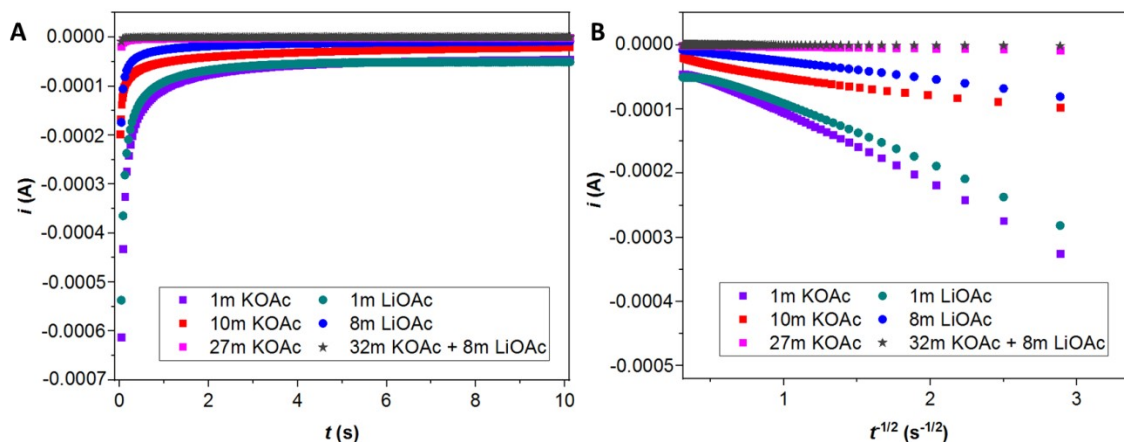 A
0.0000
-0.0001
-0.0002
-0.0003
-0.0004
-0.0005
-0.0006
-0.0007
i (A)
0 2 4 6 8 10
t (s)
1m KOAc 1m LiOAc
10m KOAc 8m LiOAc
27m KOAc 32m KOAc + 8m LiOAc
B
0.0000
-0.0001
-0.0002
-0.0003
-0.0004
-0.0005
i (A)
1 2 3
t-1/2 (s-1/2)
1m KOAc 1m LiOAc
10m KOAc 8m LiOAc
27m KOAc 32m KOAc + 8m LiOAc